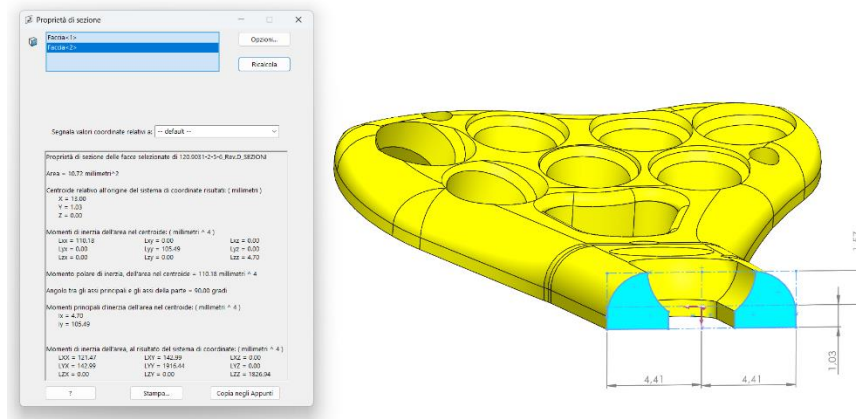 Proprietà di sezione
Faccia<1>
Faccia<2>
Opzioni...
Ricalcola
Segnala valori coordinate relativi a: -- default --
Proprietà di sezione delle facce selezionate di
Area = 10.72 millimetri^2
Centroide relativo all'origine del sistema di coordinate risultati: ( millimetri )
X = 13.00
Y = 1.03
Z = 0.00
Momenti di inerzia dell'area nel centroide: ( millimetri ^ 4 )
Lxx = 110.18 Lxy = 0.00 Lxz = 0.00
Lyx = 0.00 Lyy = 105.49 Lyz = 0.00
Lzx = 0.00 Lzy = 0.00 Lzz = 4.70
Momento polare di inerzia, dell'area nel centroide = 110.18 millimetri ^ 4
Angolo tra gli assi principali e gli assi della parte = 90.00 gradi
Momenti principali d'inerzia dell'area nel centroide: ( millimetri ^ 4 )
Ix = 4.70
Iy = 105.49
Momenti di inerzia dell'area, al risultato del sistema di coordinate: ( millimetri ^ 4 )
LXX = 121.47 LXY = 142.99 LXZ = 0.00
LYX = 142.99 LYY = 1916.44 LYZ = 0.00
LZX = 0.00 LZY = 0.00 LZZ = 1826.94
?
Stampa...
Copia negli Appunti
1,03
4,41
4,41